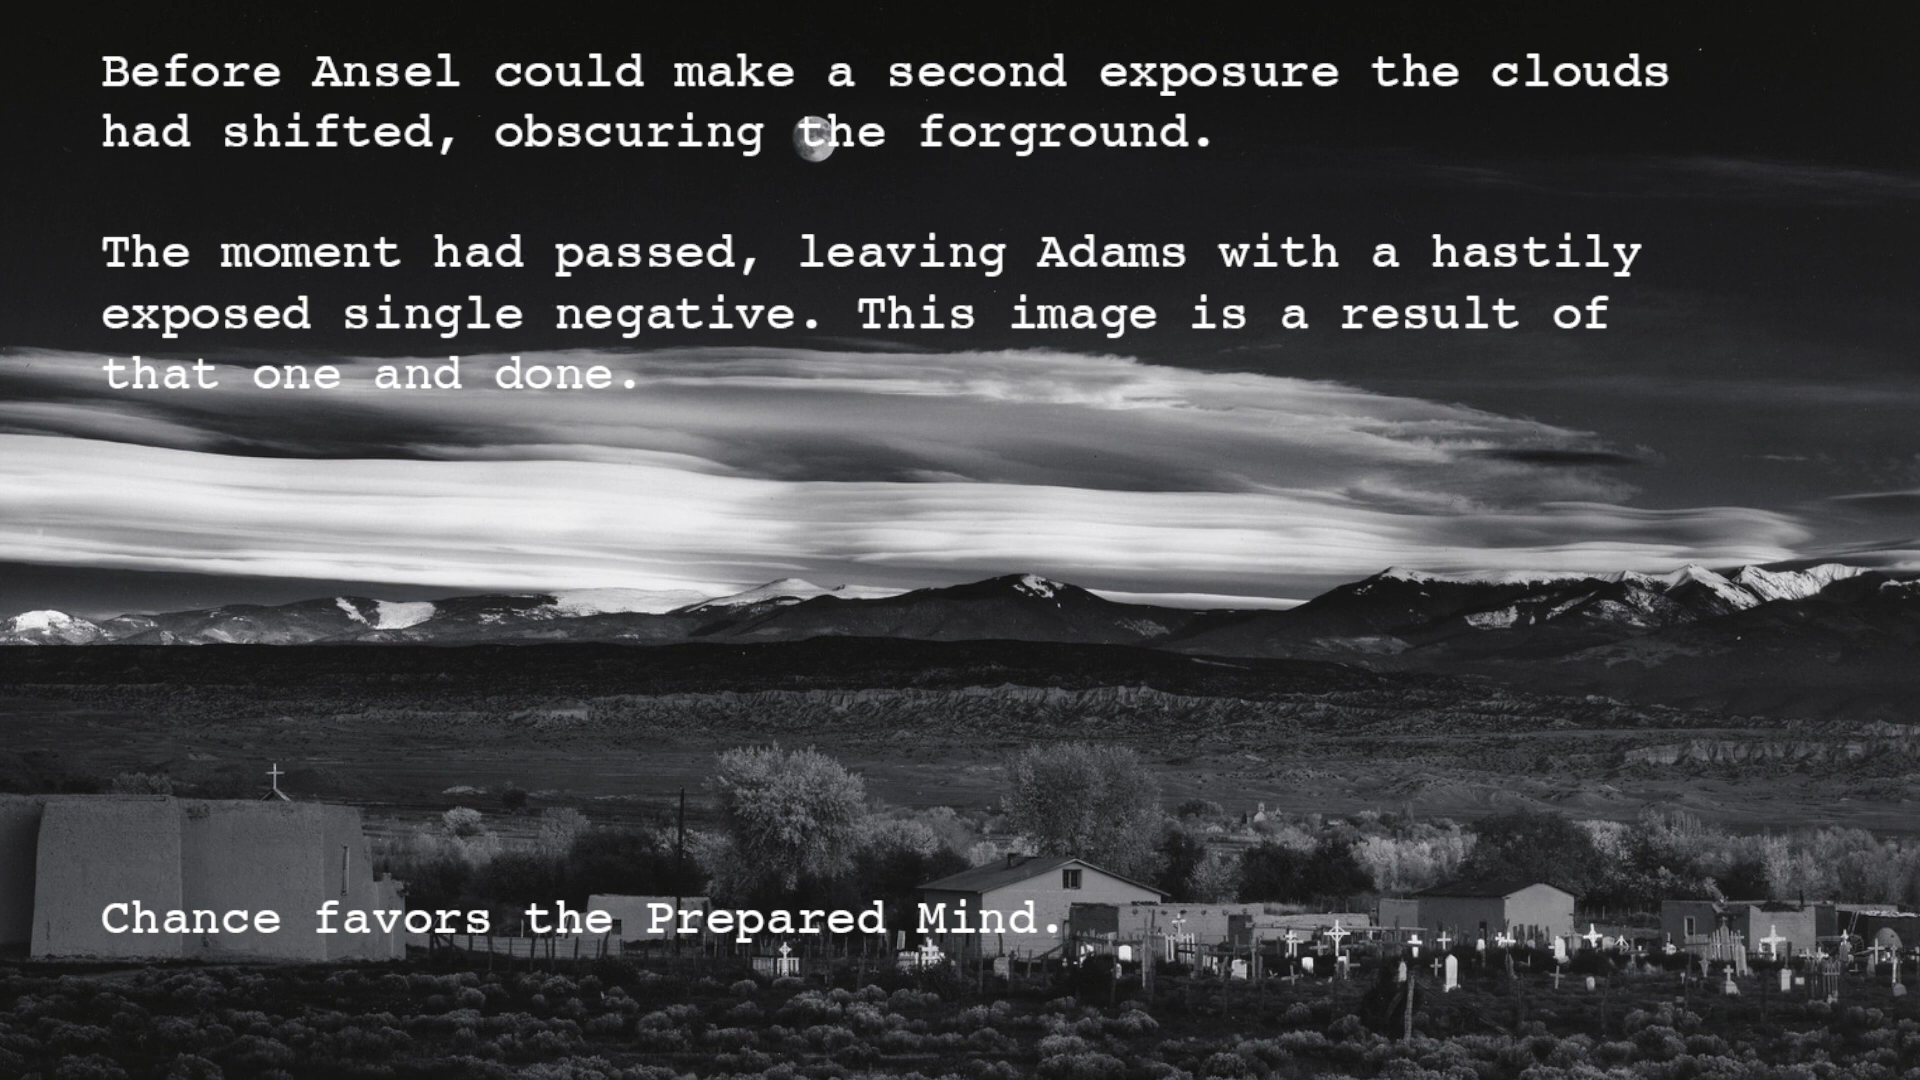 Before Ansel could make a second exposure the clouds
had shifted, obscuring the forground.
The moment had passed, leaving Adams with a hastily
exposed single negative. This image is a result of
that one and done.
Chance favors the Prepared Mind.